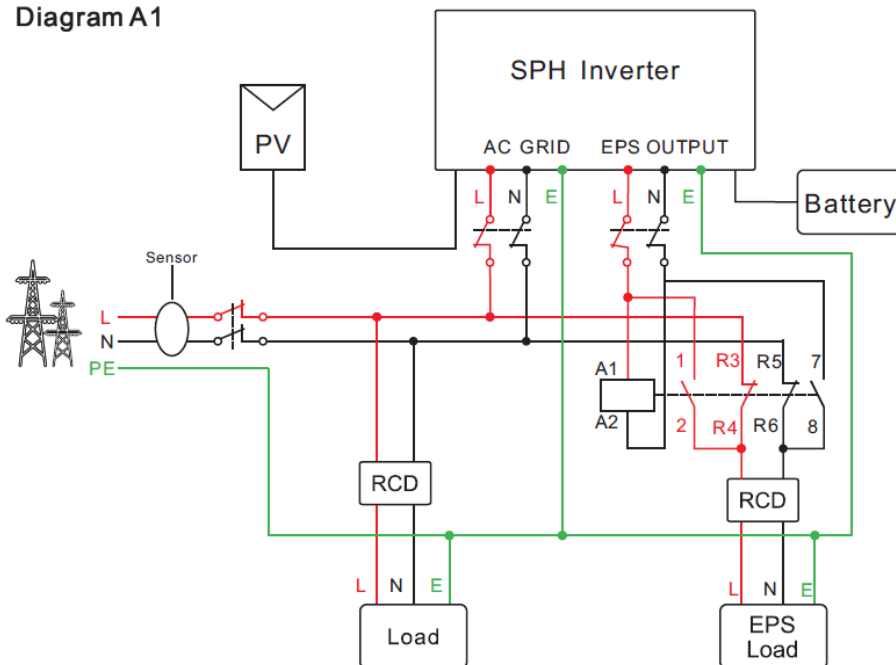 Diagram A1
SPH Inverter
AC GRID EPS OUTPUT
PV
L N E L N E
Battery
Sensor
L
N
PE
1 R3 R5 7
A1
A2
2 R4 R6 8
RCD
RCD
L N E
L N E
Load
EPS
Load